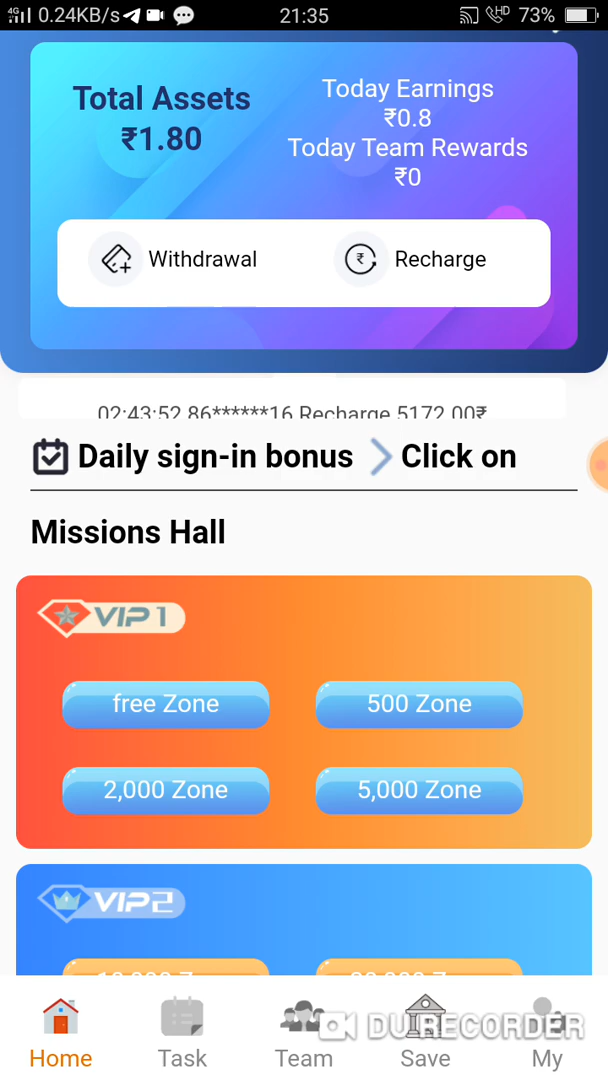 4G 0.24KB/s 21:35 HD 73%
Total Assets
₹1.80
Today Earnings
₹0.8
Today Team Rewards
₹0
Withdrawal
₹ Recharge
02:43:52 86******16 Recharge 5172.00₹
Daily sign-in bonus Click on
Missions Hall
VIP1
free Zone 500 Zone
2,000 Zone 5,000 Zone
VIP2
DU RECORDER
Home Task Team Save My